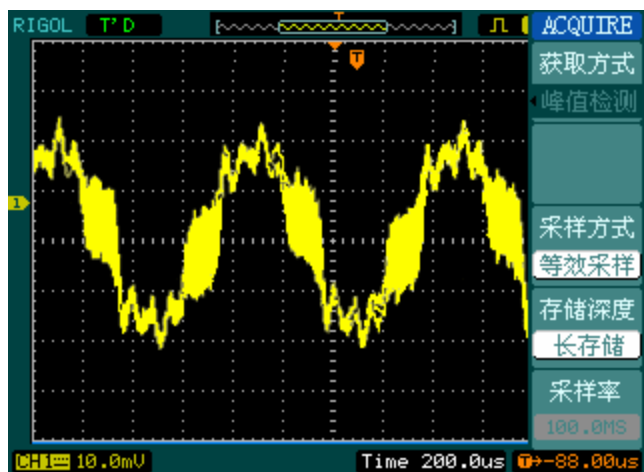 RIGOL T'D T ACQUIRE
获取方式
T
峰值检测
1
采样方式
等效采样
存储深度
长存储
采样率
100.0MS
CH1 10.0mV Time 200.0us T→-88.00us